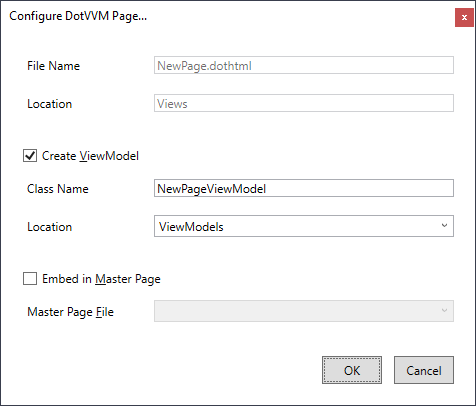 Configure DotVVM Page...
x
File Name NewPage.dothtml
Location Views
Create ViewModel
Class Name NewPageViewModel
Location ViewModels
Embed in Master Page
Master Page File
OK Cancel